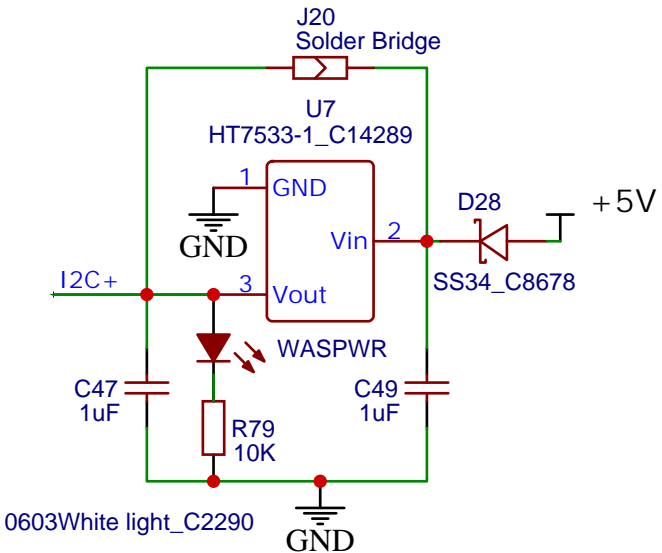 J20
Solder Bridge
U7
HT7533-1_C14289
1
GND
GND
Vin
2
D28
+5V
SS34_C8678
I2C+
3
Vout
WASPWR
C47
1uF
C49
1uF
R79
10K
0603White light_C2290
GND